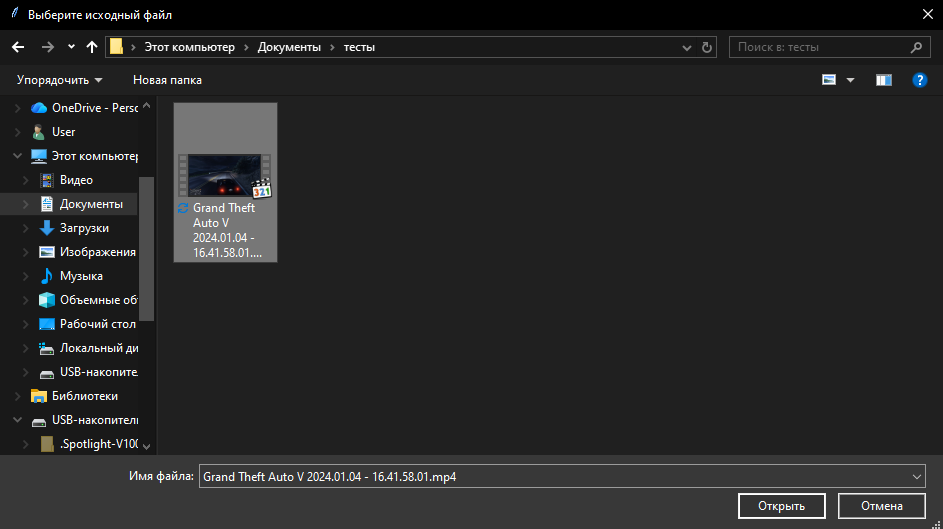 Выберите исходный файл
Этот компьютер
Документы
тесты
Поиск в: тесты
Упорядочить
Новая папка
OneDrive - Persc
User
Этот компьютер
Видео
Документы
Загрузки
Изображения
Музыка
Объемные об
Рабочий стол
Локальный ди
USB-накопите
Библиотеки
USB-накопител
.Spotlight-V100
321
Grand Theft
Auto V
2024.01.04 -
16.41.58.01....
Имя файла:
Grand Theft Auto V 2024.01.04 - 16.41.58.01.mp4
Открыть
Отмена